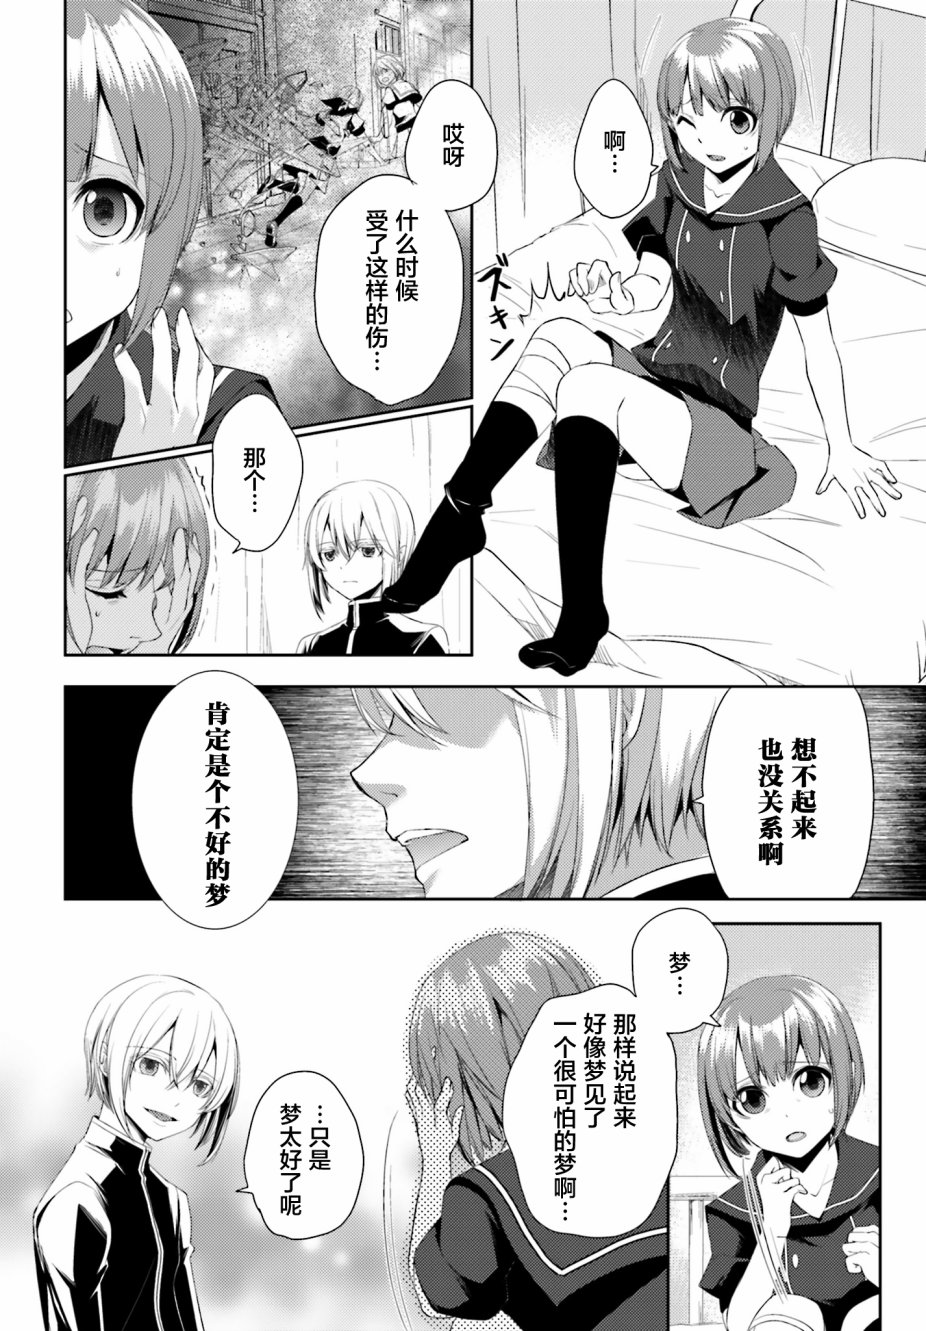 啊…
ズキン
哎呀
什么时候
受了这样的伤…
那个…
想不起来
也没关系啊
肯定是个不好的梦
梦…
那样说起来
好像梦见了
一个很可怕的梦啊…
…只是
梦太好了呢